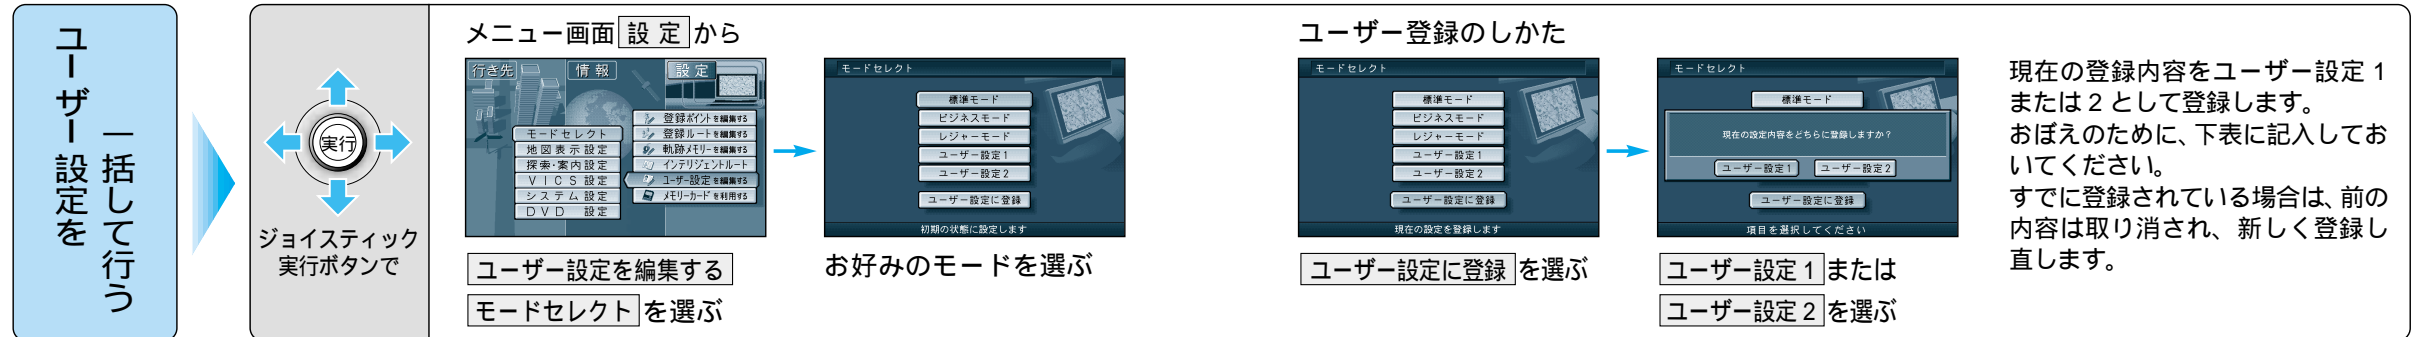 ユーザー設定を
一括して行う
実行
ジョイスティック
実行ボタンで
メニュー画面 設 定 から
行き先 情 報 設 定
登録ポイントを編集する
登録ルートを編集する
軌跡メモリーを編集する
インテリジェントルート
ユーザー設定を編集する
メモリーカードを利用する
モードセレクト
地図表示設定
探索・案内設定
VICS 設定
システム設定
DVD 設定
ユーザー設定を編集する
モードセレクト を選ぶ
モードセレクト
標準モード
ビジネスモード
レジャーモード
ユーザー設定1
ユーザー設定2
ユーザー設定に登録
初期の状態に設定します
お好みのモードを選ぶ
ユーザー登録のしかた
モードセレクト
標準モード
ビジネスモード
レジャーモード
ユーザー設定1
ユーザー設定2
ユーザー設定に登録
現在の設定を登録します
ユーザー設定に登録 を選ぶ
モードセレクト
標準モード
現在の設定内容をどちらに登録しますか？
ユーザー設定1 ユーザー設定2
ユーザー設定に登録
項目を選択してください
ユーザー設定 1 または
ユーザー設定 2 を選ぶ
現在の登録内容をユーザー設定 1
または 2 として登録します。
おぼえのために、下表に記入してお
いてください。
すでに登録されている場合は、前の
内容は取り消され、新しく登録し
直します。